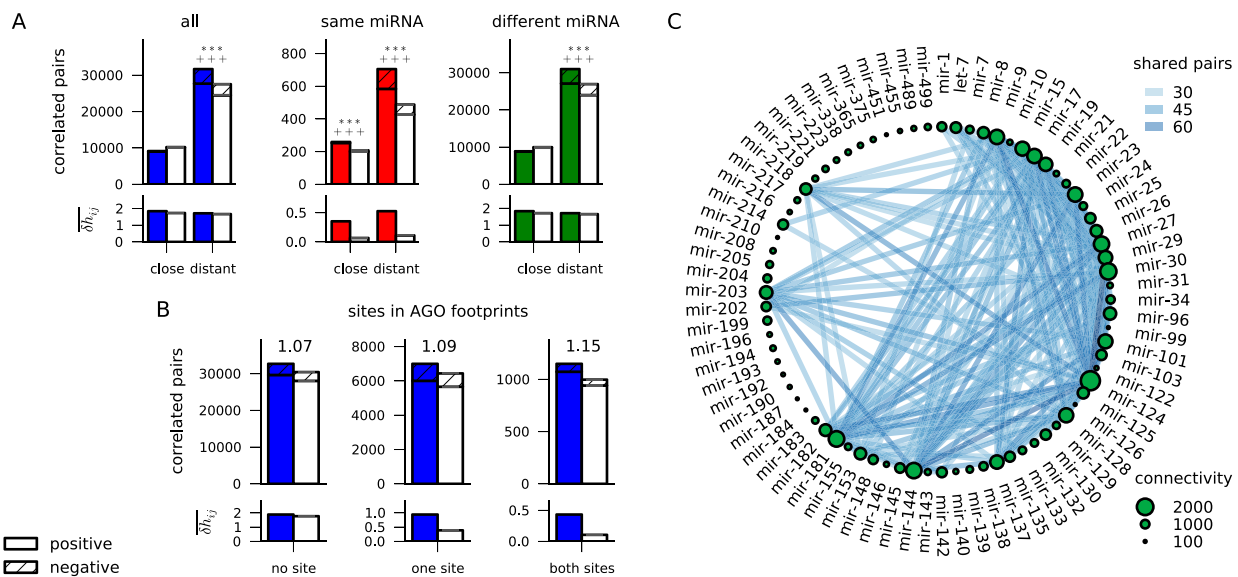 A
all
same miRNA
different miRNA
correlated pairs
30000
20000
10000
0
800
600
400
200
0
30000
20000
10000
0
***
+++
***
+++
***
+++
***
+++
δh_ij
2
1
0
0.5
0.0
2
1
0
close distant
close distant
close distant
B
sites in AGO footprints
1.07
1.09
1.15
correlated pairs
30000
20000
10000
0
8000
6000
4000
2000
0
1000
500
0
δh_ij
2
1
0
1.0
0.5
0.0
0.5
0.0
no site
one site
both sites
positive
negative
C
shared pairs
30
45
60
mir-1
let-7
mir-7
mir-8
mir-9
mir-10
mir-15
mir-17
mir-19
mir-21
mir-22
mir-23
mir-24
mir-25
mir-26
mir-27
mir-29
mir-30
mir-31
mir-34
mir-96
mir-99
mir-101
mir-103
mir-122
mir-124
mir-125
mir-126
mir-128
mir-129
mir-130
mir-132
mir-133
mir-135
mir-137
mir-138
mir-139
mir-140
mir-142
mir-143
mir-144
mir-145
mir-146
mir-148
mir-153
mir-155
mir-181
mir-182
mir-183
mir-184
mir-187
mir-190
mir-192
mir-193
mir-194
mir-196
mir-199
mir-202
mir-203
mir-204
mir-205
mir-208
mir-210
mir-214
mir-216
mir-217
mir-218
mir-219
mir-221
mir-338
mir-365
mir-375
mir-451
mir-455
mir-489
mir-499
connectivity
2000
1000
100